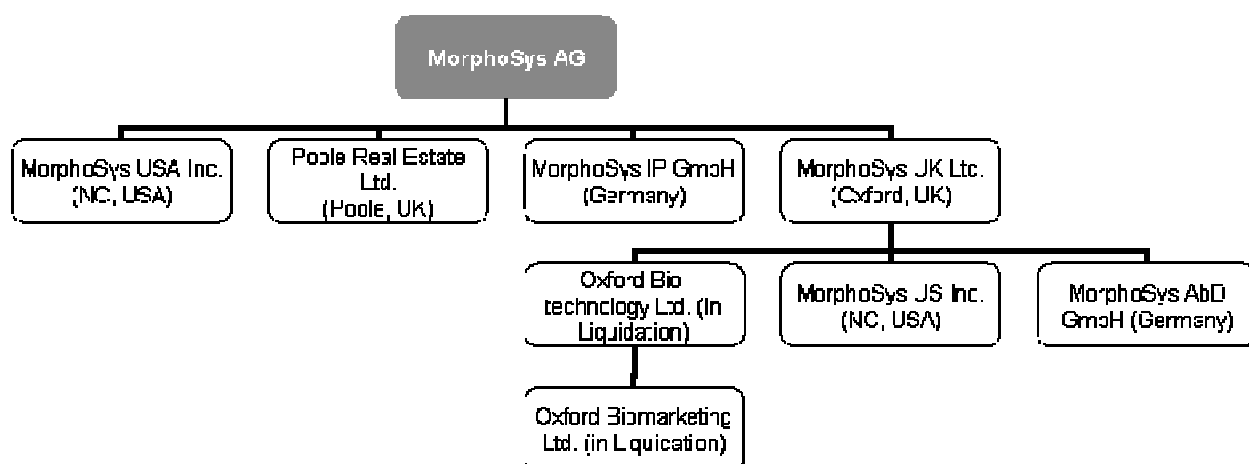 MorphoSys AG
MorphoSys USA Inc.
(NC, USA)
Poole Real Estate
Ltd.
(Poole, UK)
MorphoSys IP GmbH
(Germany)
MorphoSys UK Ltd.
(Oxford, UK)
Oxford Bio
technology Ltd. (in
Liquidation)
MorphoSys US Inc.
(NC, USA)
MorphoSys AbD
GmbH (Germany)
Oxford Biomarketing
Ltd. (in Liquidation)